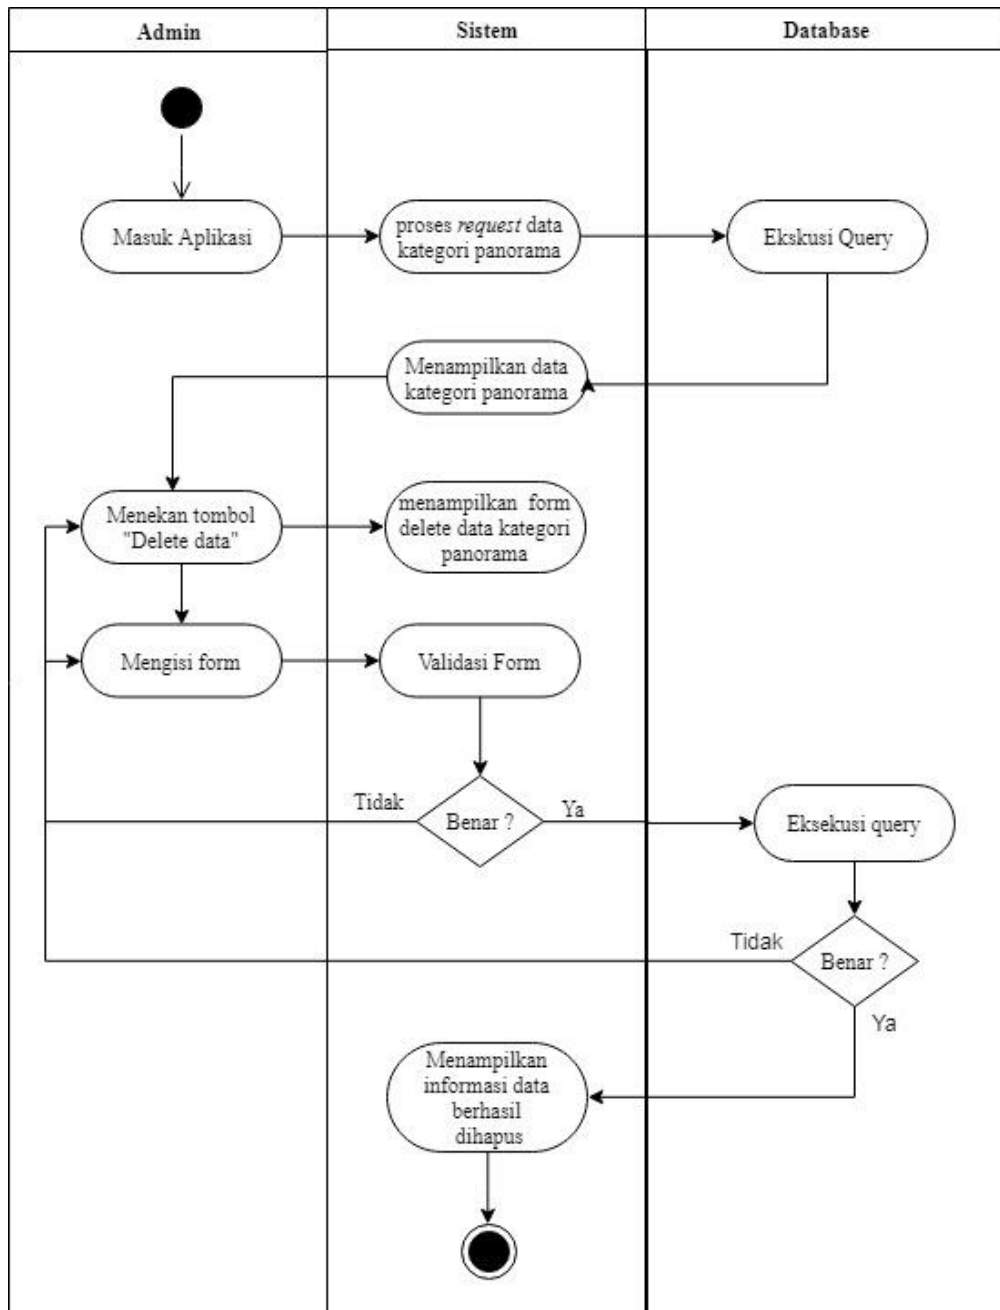 Admin
Sistem
Database
Masuk Aplikasi
proses request data
kategori panorama
Ekskusi Query
Menampilkan data
kategori panorama
Menekan tombol
"Delete data"
menampilkan form
delete data kategori
panorama
Mengisi form
Validasi Form
Tidak
Benar ?
Ya
Eksekusi query
Tidak
Benar ?
Ya
Menampilkan
informasi data
berhasil
dihapus